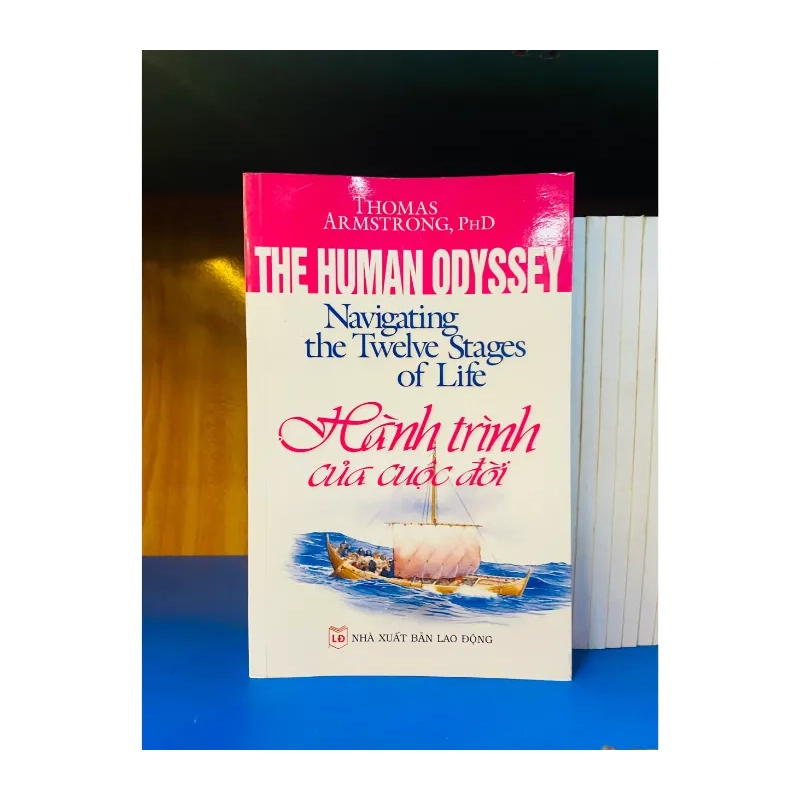 THOMAS
ARMSTRONG, PHD
THE HUMAN ODYSSEY
Navigating
the Twelve Stages
of Life
Hành trình
của cuộc đời
LĐ NHÀ XUẤT BẢN LAO ĐỘNG